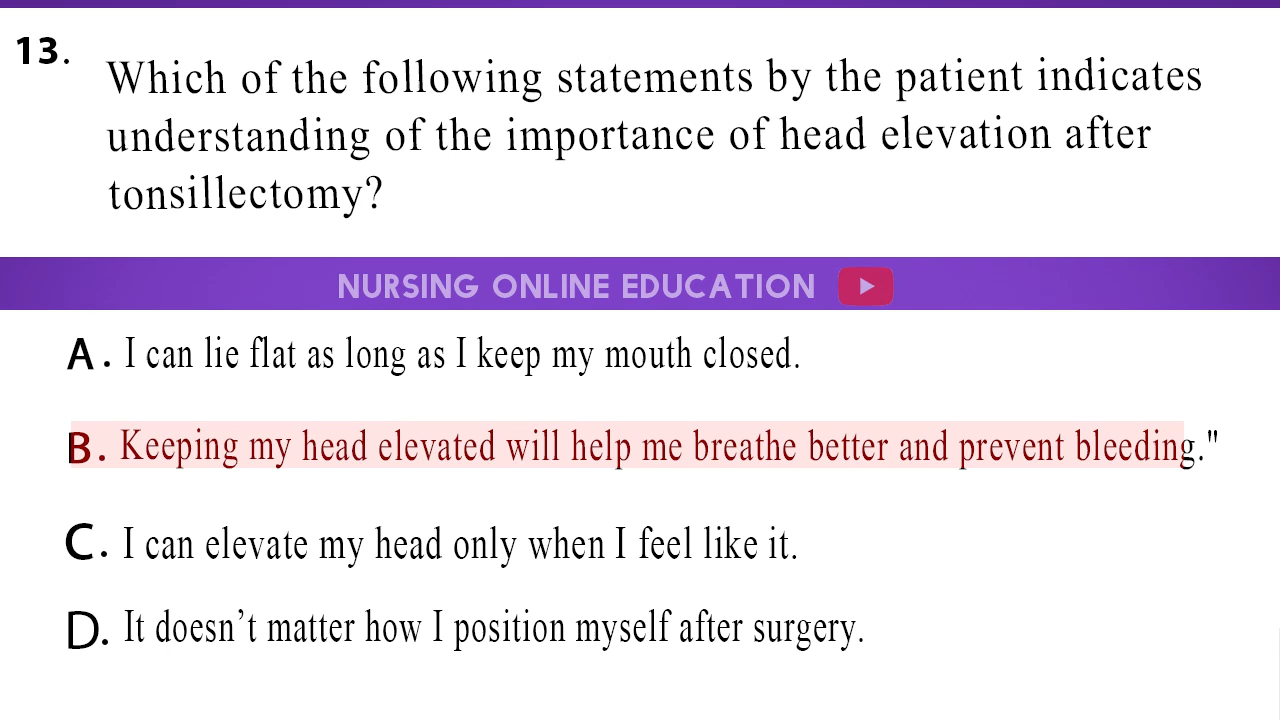 13.
Which of the following statements by the patient indicates
understanding of the importance of head elevation after
tonsillectomy?
NURSING ONLINE EDUCATION
A. I can lie flat as long as I keep my mouth closed.
B. Keeping my head elevated will help me breathe better and prevent bleeding."
C. I can elevate my head only when I feel like it.
D. It doesn’t matter how I position myself after surgery.